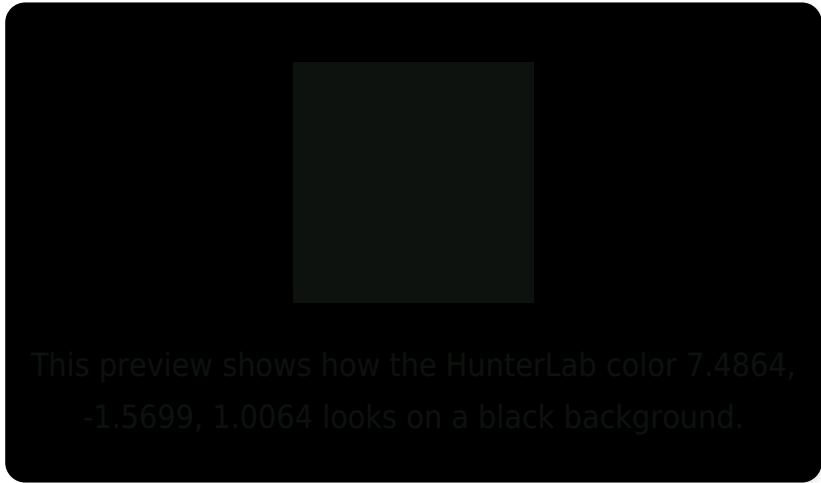 This preview shows how the HunterLab color 7.4864,
-1.5699, 1.0064 looks on a black background.